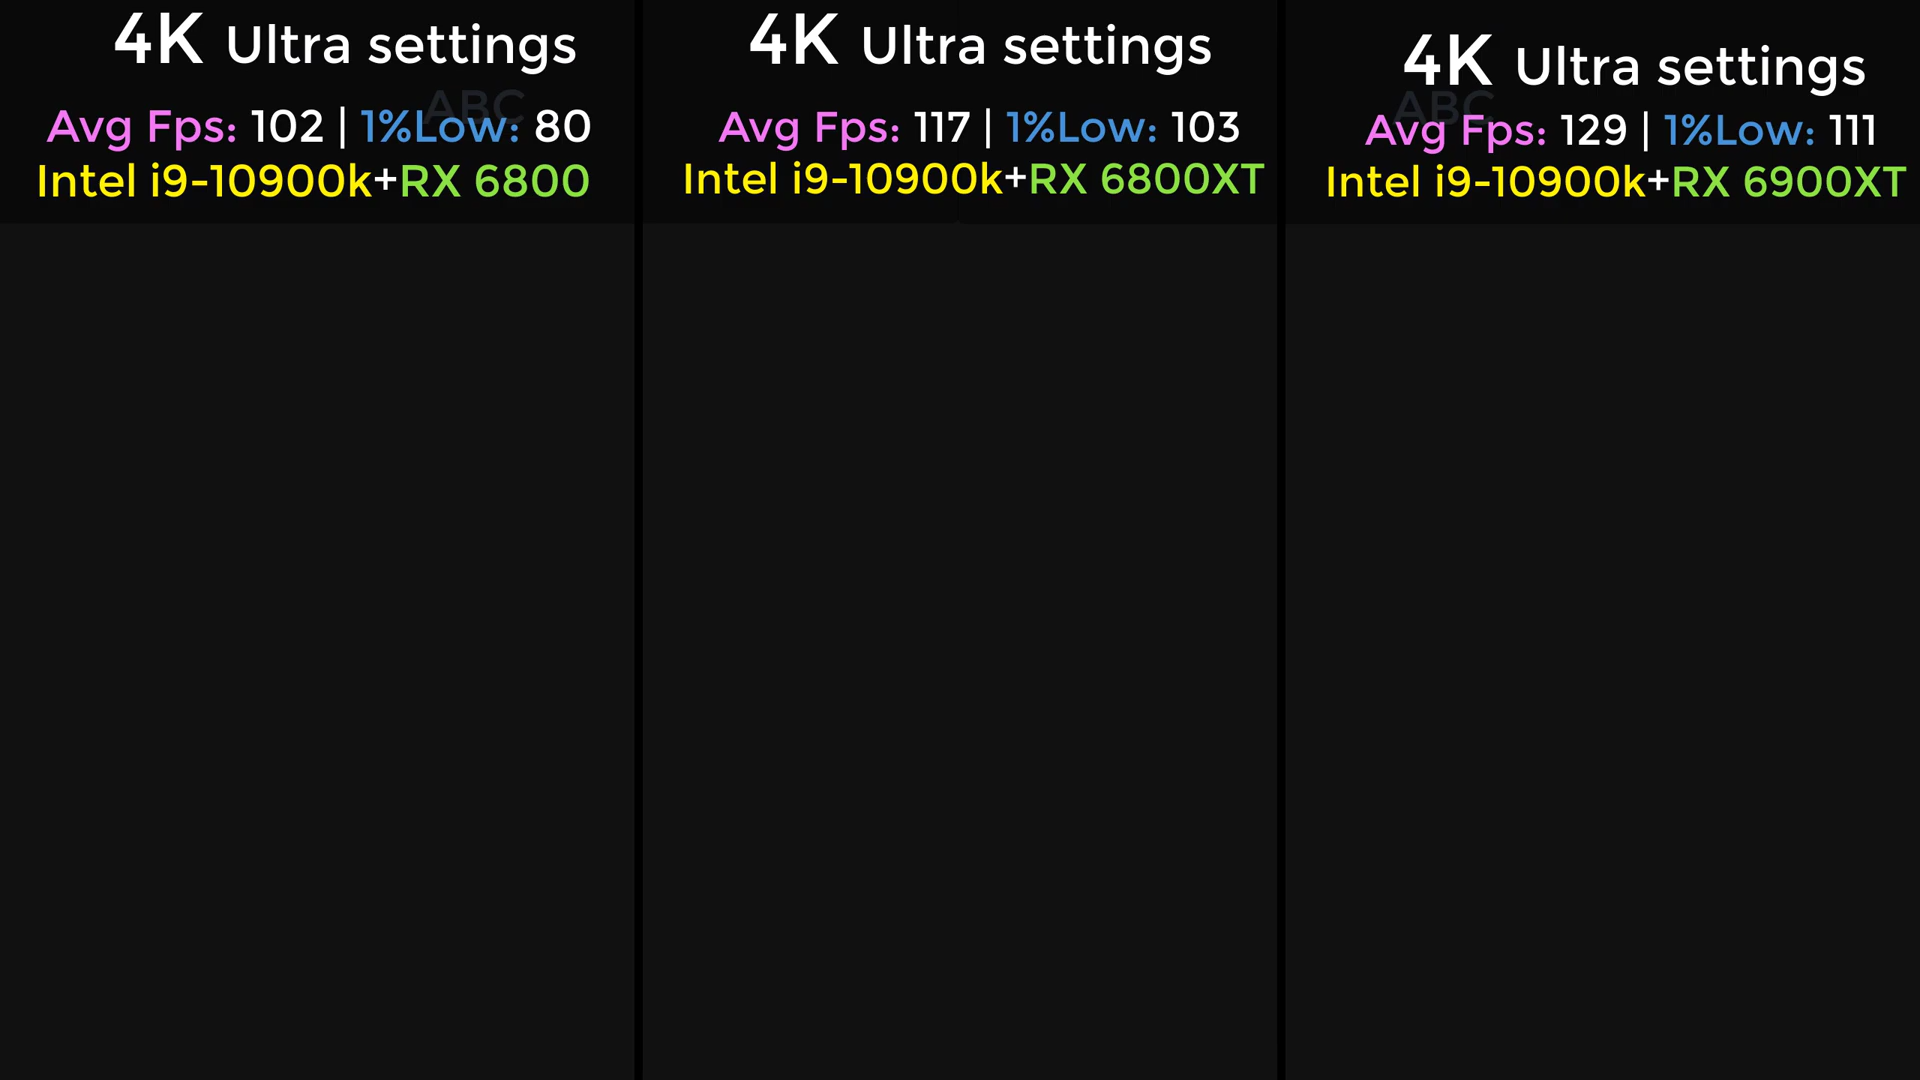 4K Ultra settings
ABC
Avg Fps: 102 | 1%Low: 80
Intel i9-10900k+RX 6800
4K Ultra settings
Avg Fps: 117 | 1%Low: 103
Intel i9-10900k+RX 6800XT
4K Ultra settings
ABC
Avg Fps: 129 | 1%Low: 111
Intel i9-10900k+RX 6900XT